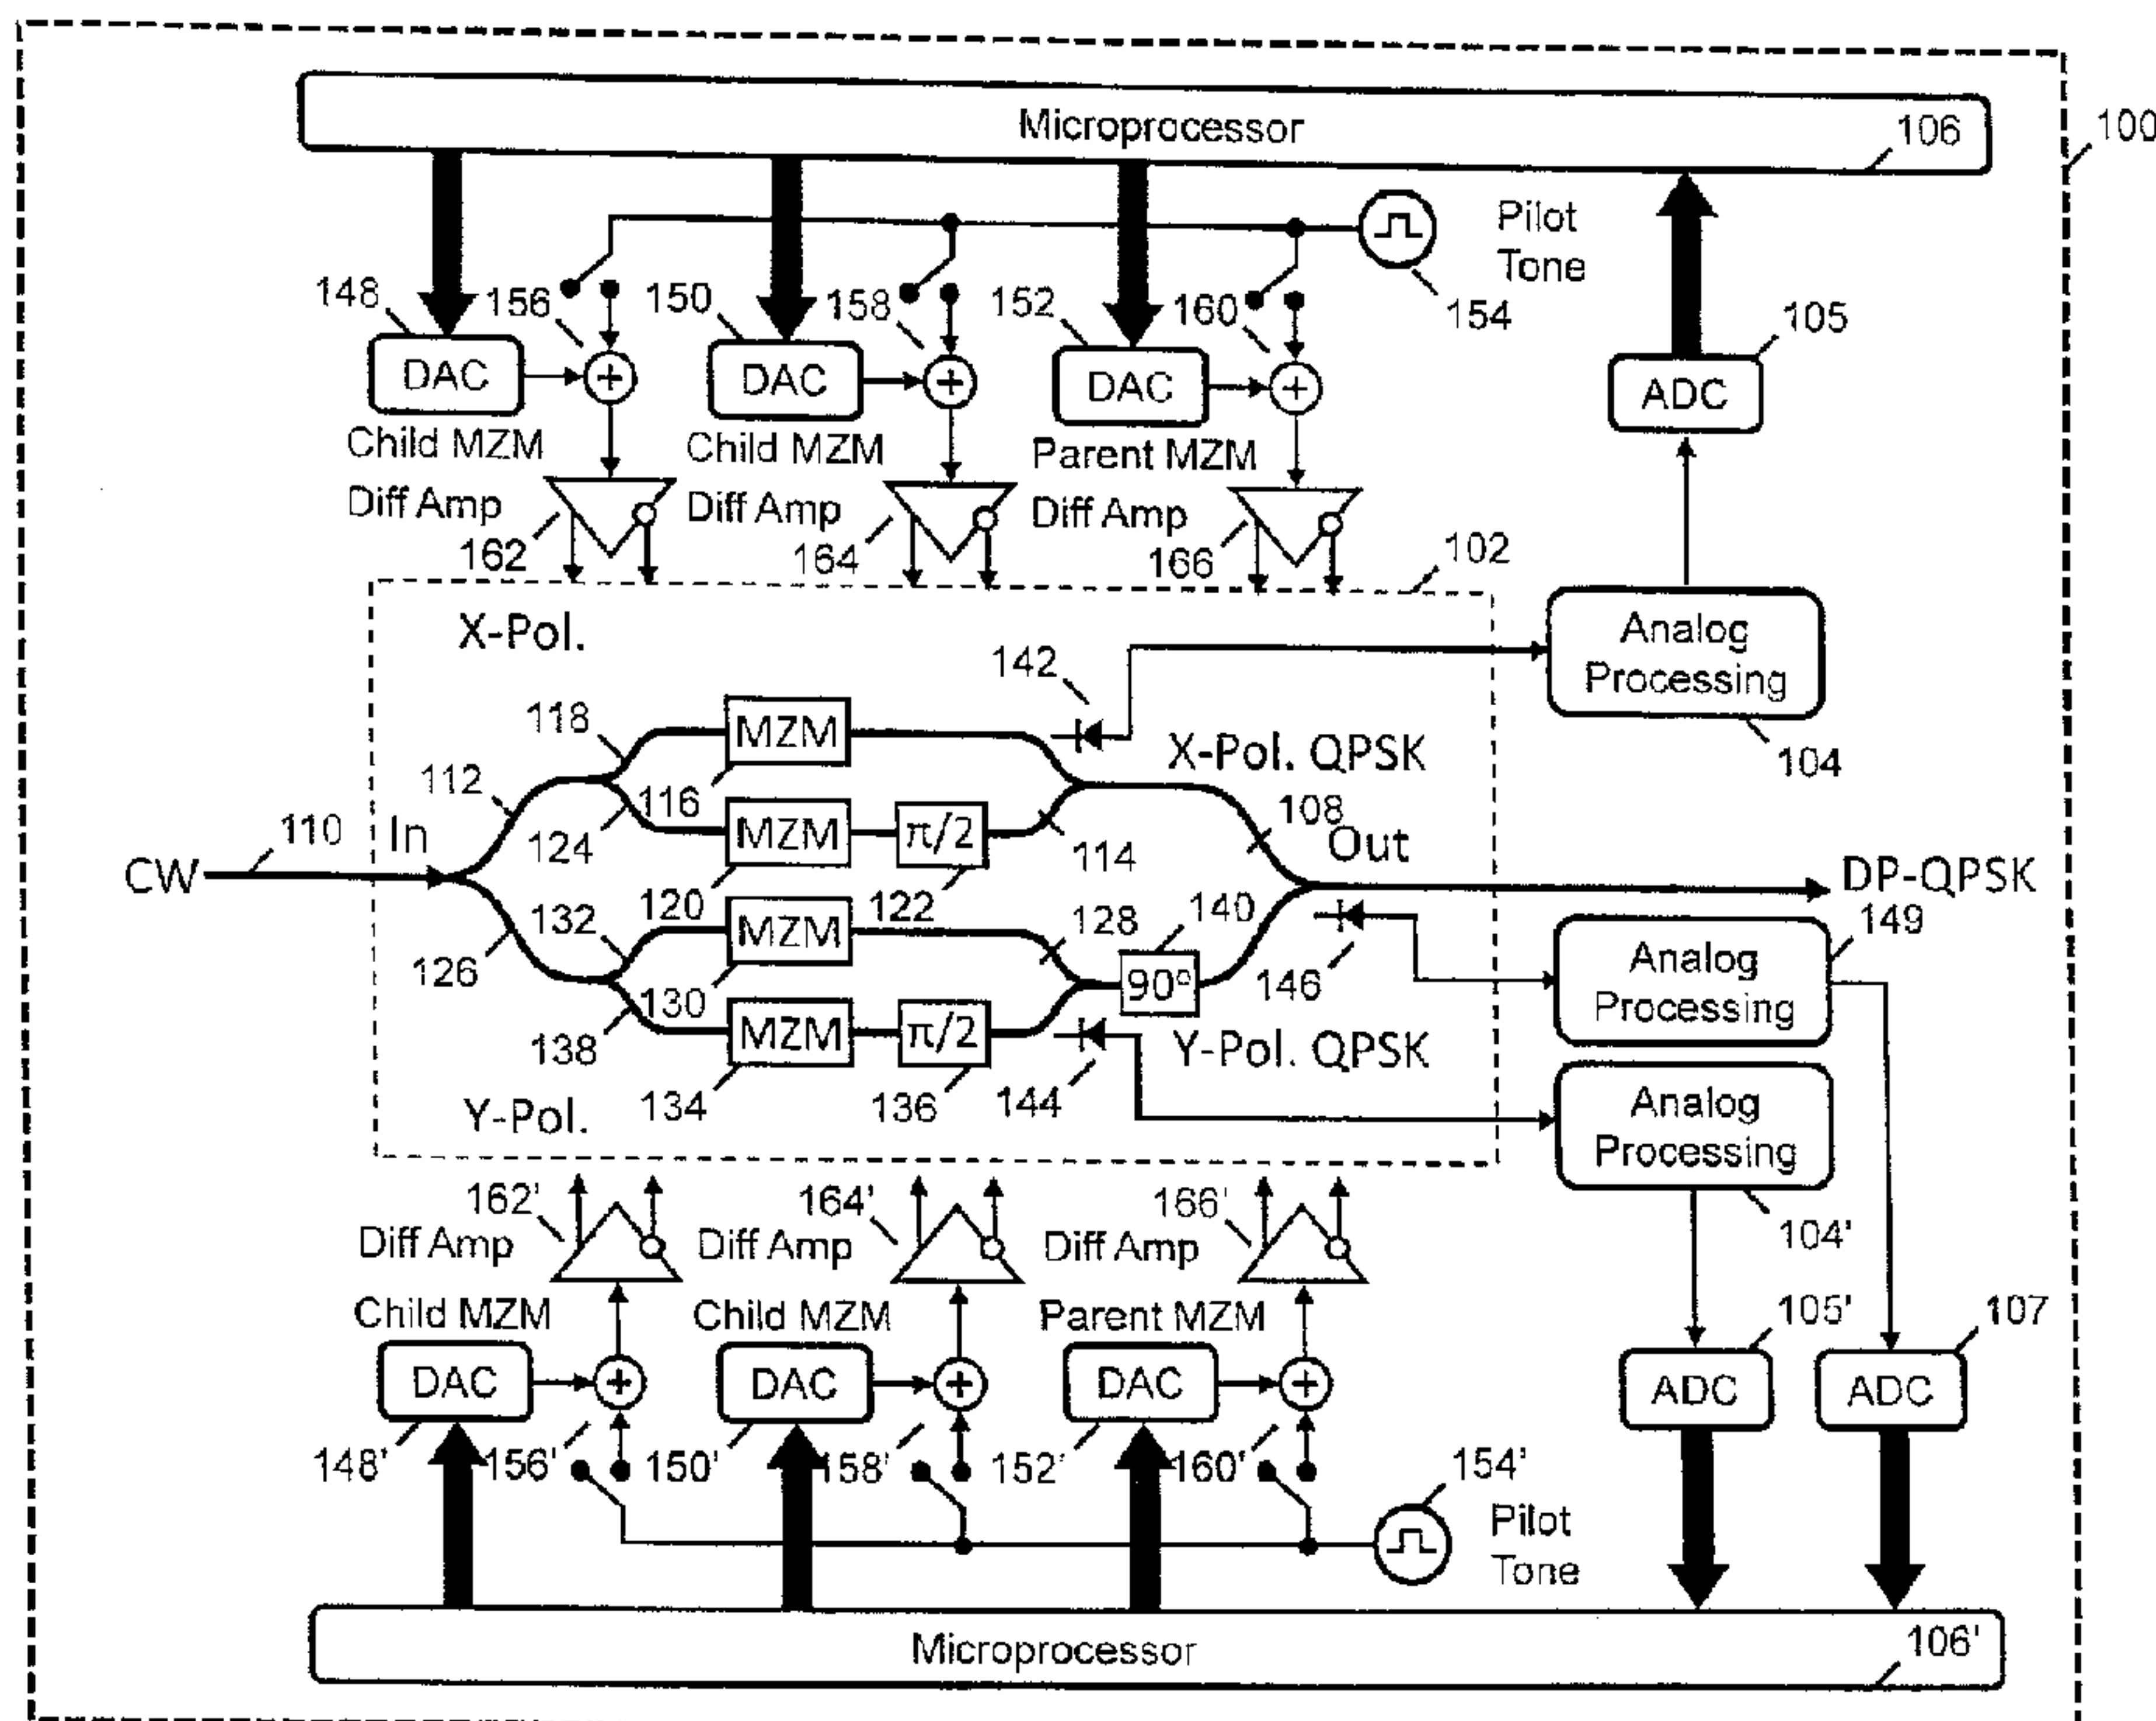 Microprocessor
106
100
Pilot
Tone
154
148
156
150
158
152
160
105
DAC
DAC
DAC
ADC
Child MZM
Child MZM
Parent MZM
Diff Amp
Diff Amp
Diff Amp
162
164
166
102
X-Pol.
Analog
Processing
104
142
118
MZM
X-Pol. QPSK
112
116
108
110
In
124
MZM
π/2
114
Out
CW
DP-QPSK
120
122
128
140
149
132
MZM
126
130
90º
146
Analog
Processing
138
MZM
π/2
Y-Pol. QPSK
134
136
144
Y-Pol.
Analog
Processing
104'
162'
164'
166'
Diff Amp
Diff Amp
Diff Amp
Child MZM
Child MZM
Parent MZM
105'
107
DAC
DAC
DAC
ADC
ADC
148'
156'
150'
158'
152'
160'
154'
Pilot
Tone
Microprocessor
106'